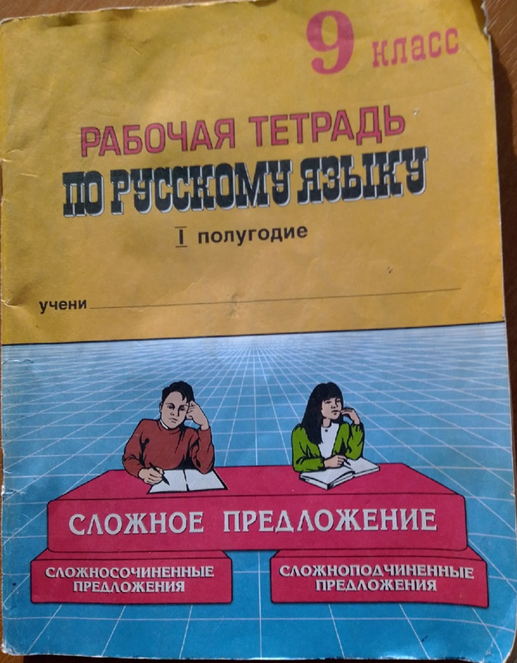 9 класс
РАБОЧАЯ ТЕТРАДЬ
ПО РУССКОМУ ЯЗЫКУ
I полугодие
учени
СЛОЖНОЕ ПРЕДЛОЖЕНИЕ
СЛОЖНОСОЧИНЕННЫЕ
ПРЕДЛОЖЕНИЯ
СЛОЖНОПОДЧИНЕННЫЕ
ПРЕДЛОЖЕНИЯ